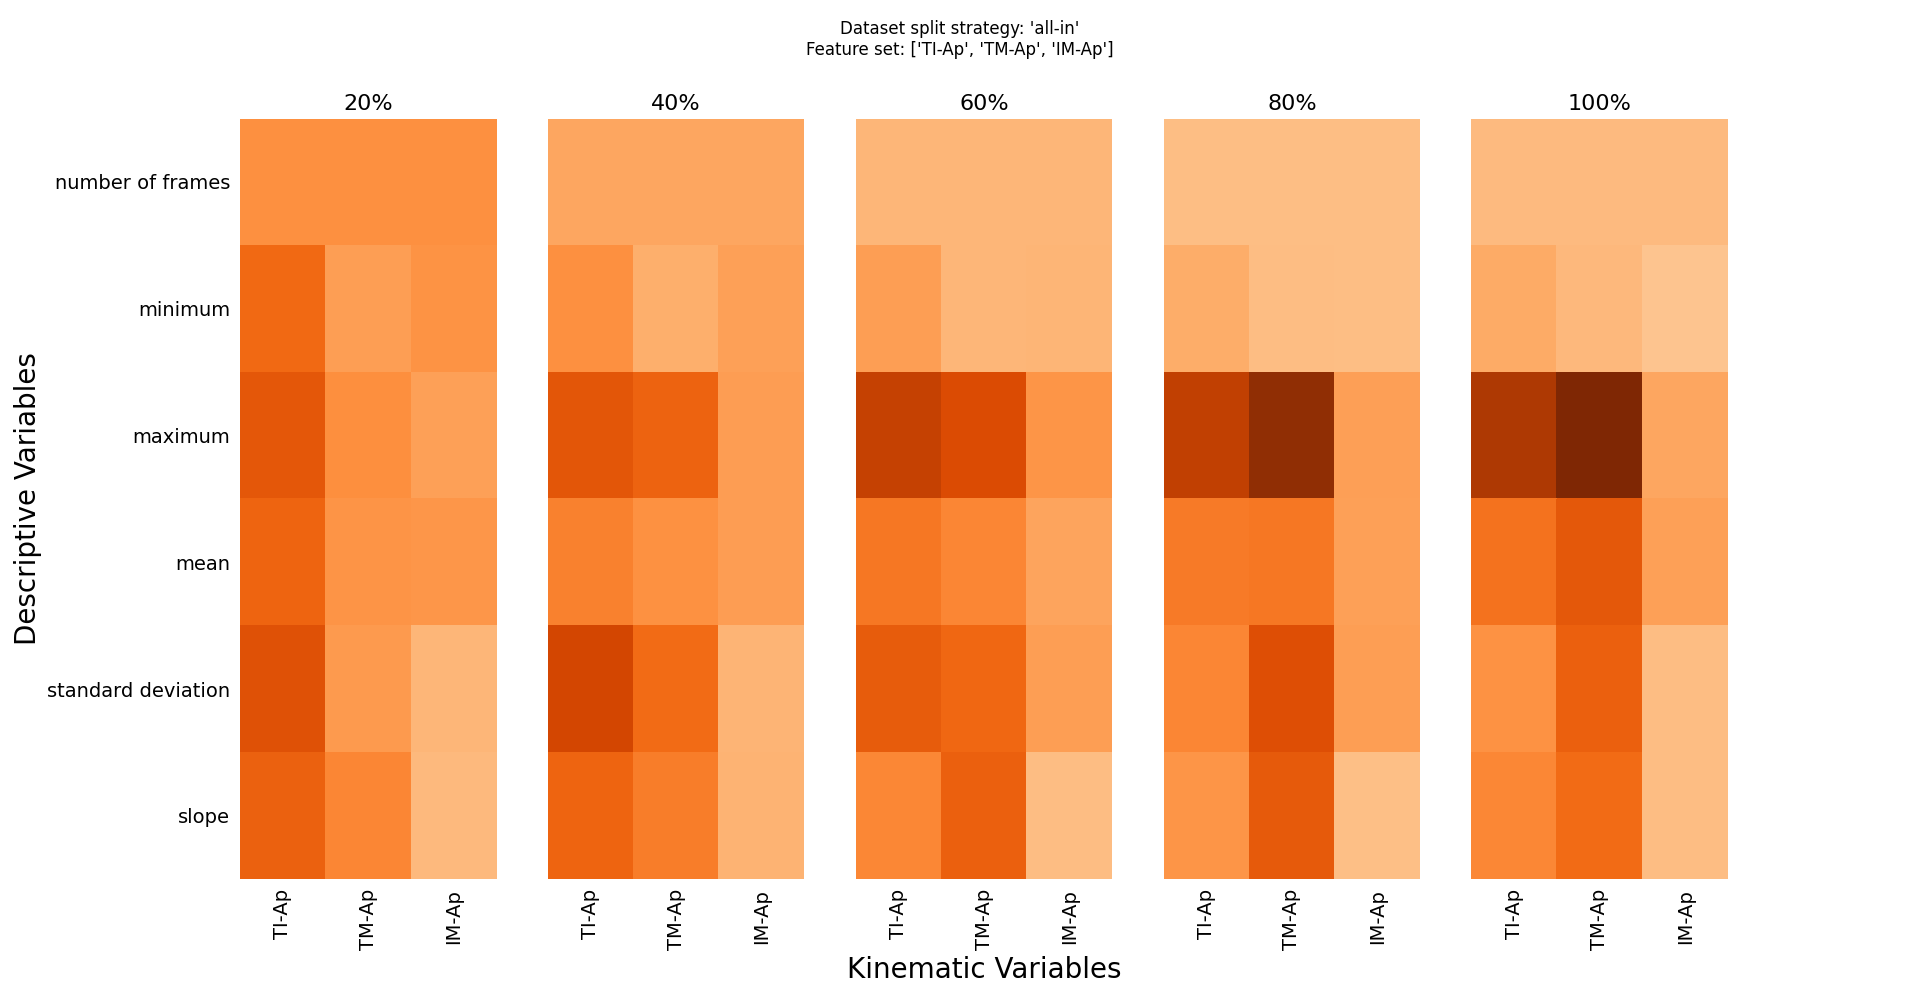 Dataset split strategy: 'all-in'
Feature set: ['TI-Ap', 'TM-Ap', 'IM-Ap']
20% 40% 60% 80% 100%
Descriptive Variables
number of frames
minimum
maximum
mean
standard deviation
slope
TI-Ap TM-Ap IM-Ap TI-Ap TM-Ap IM-Ap TI-Ap TM-Ap IM-Ap TI-Ap TM-Ap IM-Ap TI-Ap TM-Ap IM-Ap
Kinematic Variables